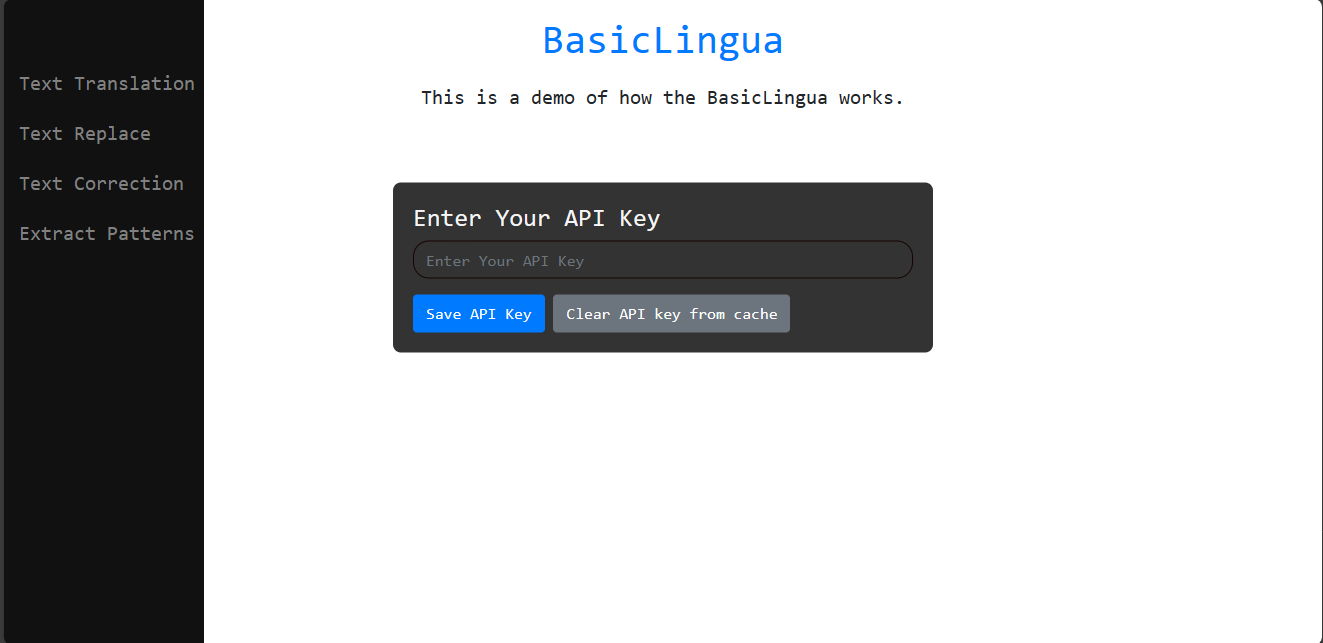 Text Translation
Text Replace
Text Correction
Extract Patterns
BasicLingua
This is a demo of how the BasicLingua works.
Enter Your API Key
Enter Your API Key
Save API Key
Clear API key from cache